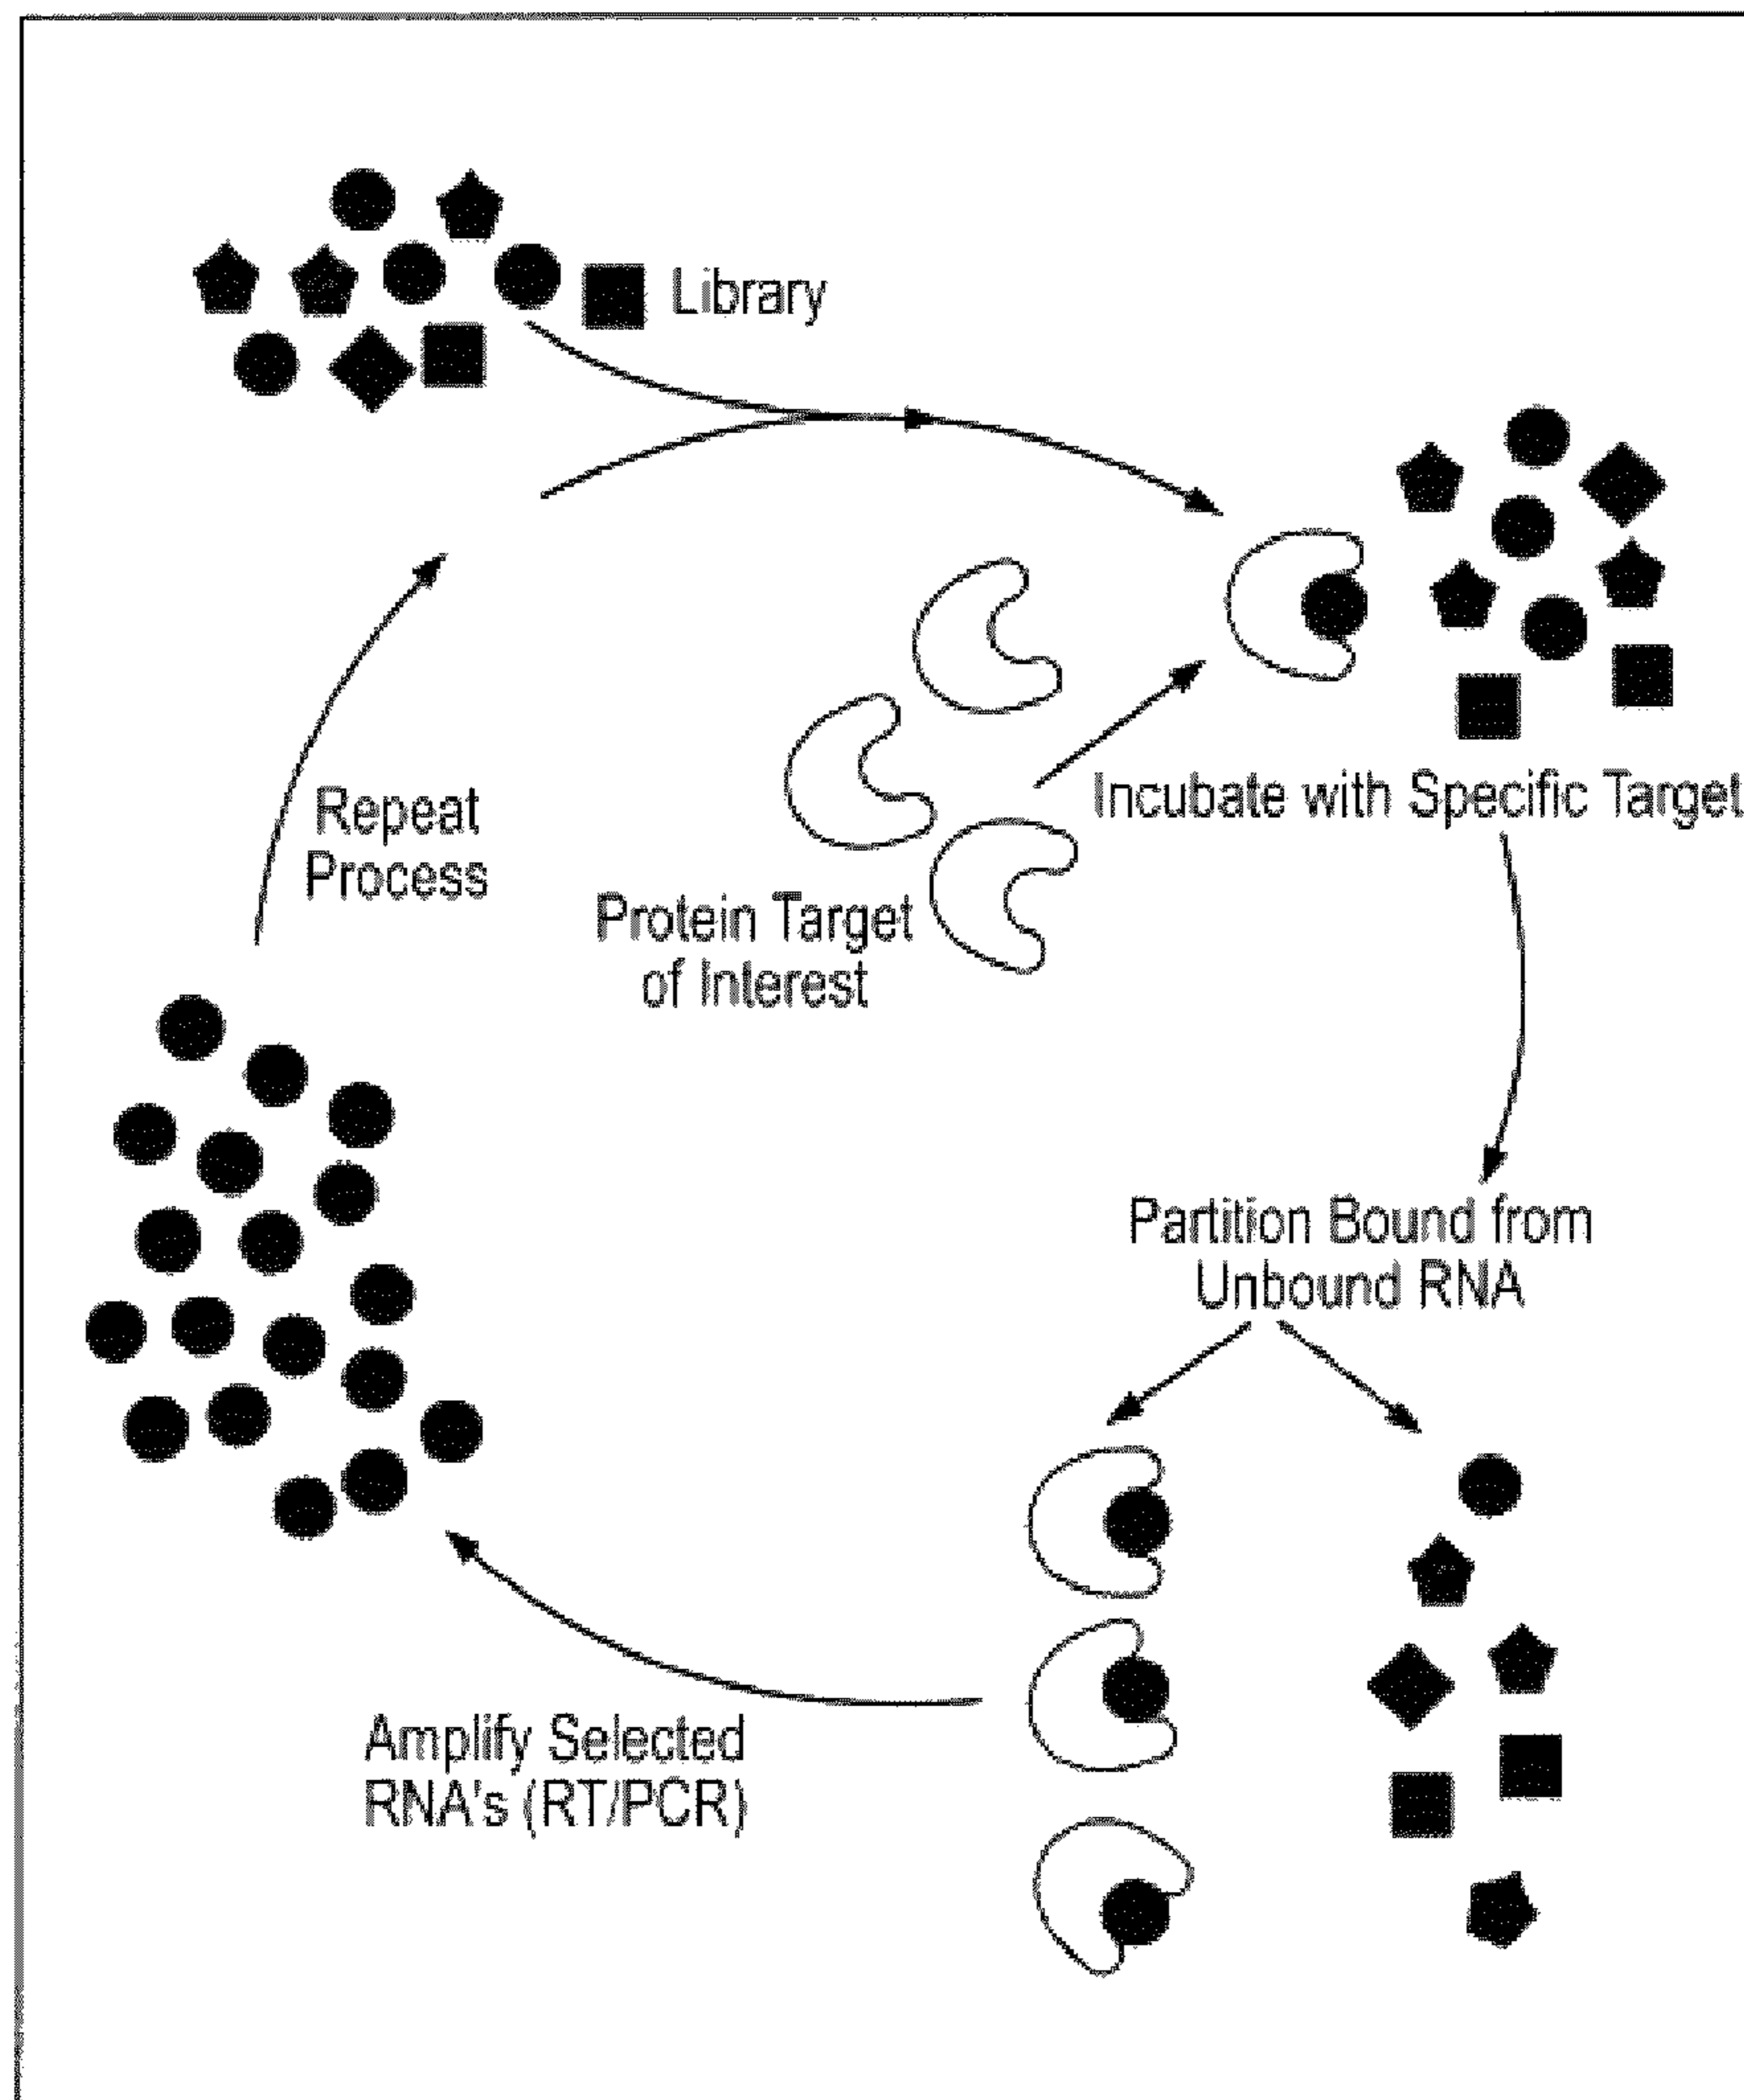 Library
Incubate with Specific Target
Repeat
Process
Protein Target
of Interest
Partition Bound from
Unbound RNA
Amplify Selected
RNA's (RT/PCR)